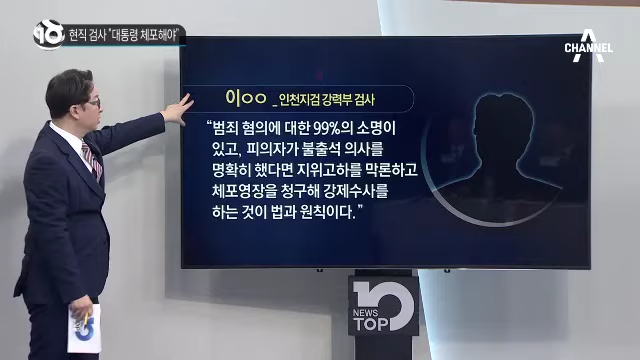 현직 검사 "대통령 체포해야"
CHANNEL A
이○○ _ 인천지검 강력부 검사
"범죄 혐의에 대한 99%의 소명이
있고, 피의자가 불출석 의사를
명확히 했다면 지위고하를 막론하고
체포영장을 청구해 강제수사를
하는 것이 법과 원칙이다."
10
NEWS
TOP